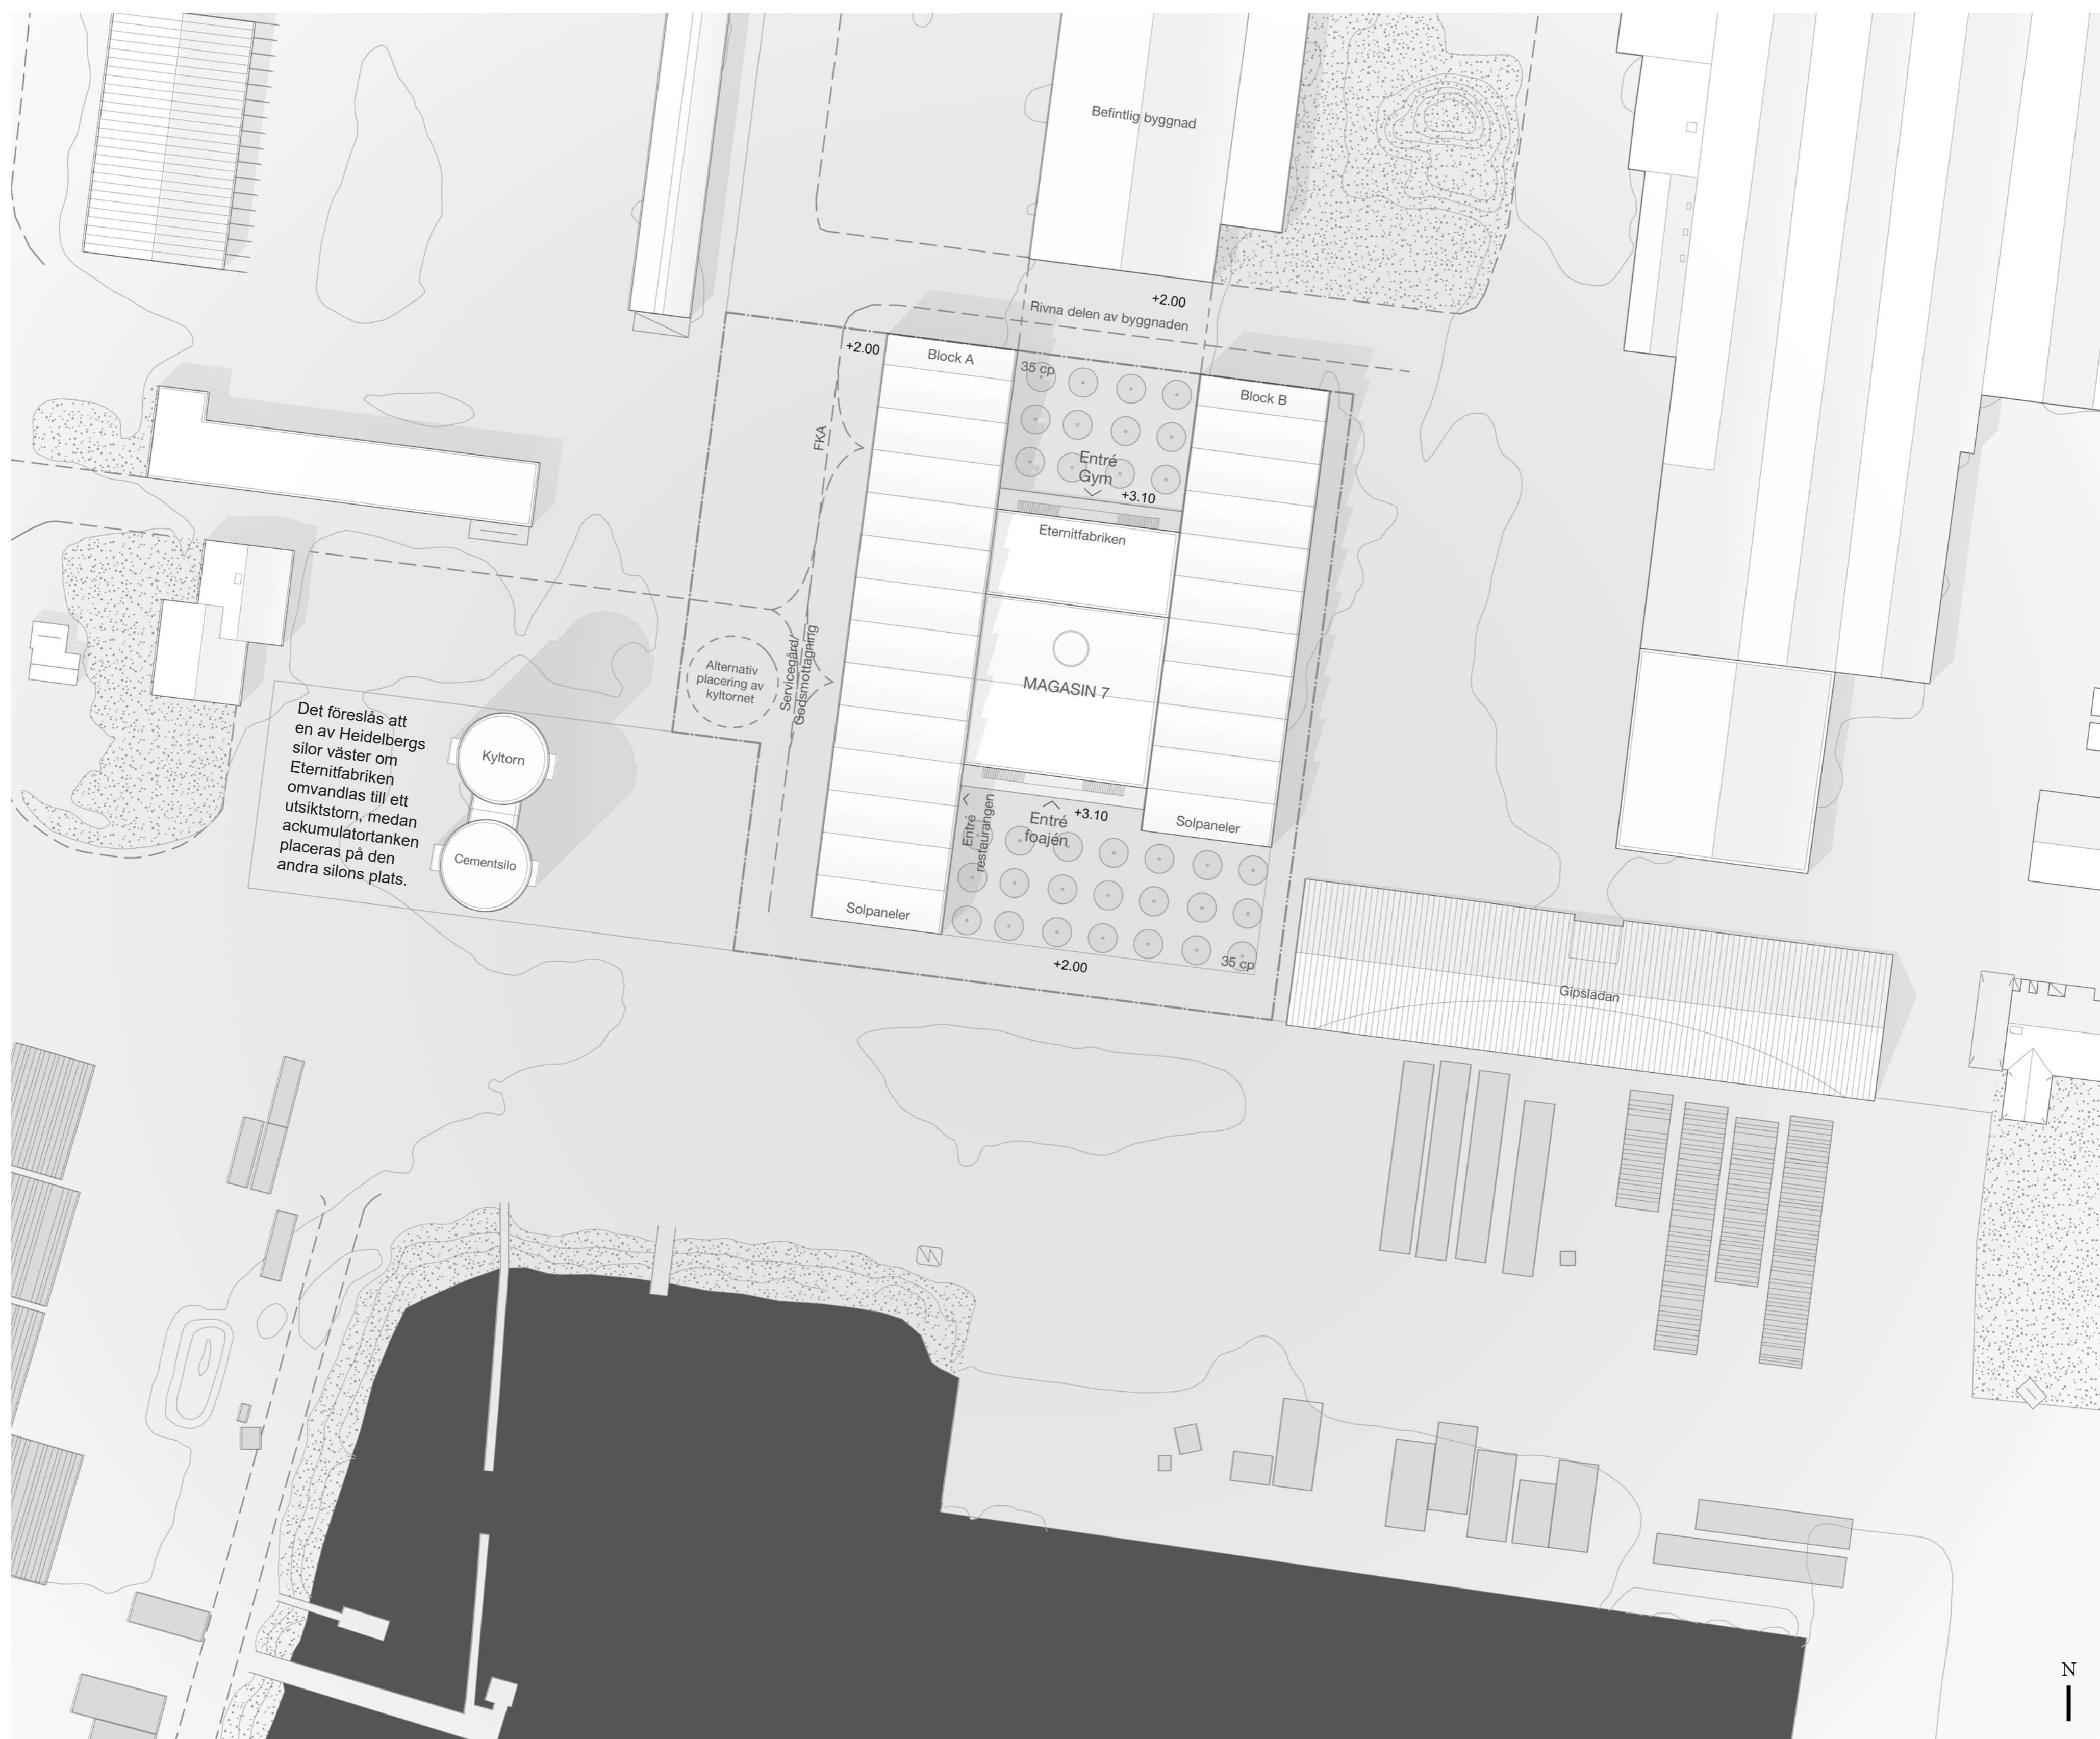 Befintlig byggnad
+2.00
Rivna delen av byggnaden
+2.00
Block A
35 cp
Block B
FKA
Entré
Gym
+3.10
Eternitfabriken
Alternativ
placering av
kyltornet
Servicegård/
Godsmottagning
MAGASIN 7
Det föreslås att
en av Heidelbergs
silor väster om
Eternitfabriken
omvandlas till ett
utsiktstorn, medan
ackumulatortanken
placeras på den
andra silons plats.
Kyltorn
Cementsilo
Entré
restaurangen
+3.10
Entré
foajén
Solpaneler
Solpaneler
+2.00
35 cp
Gipsladan
N